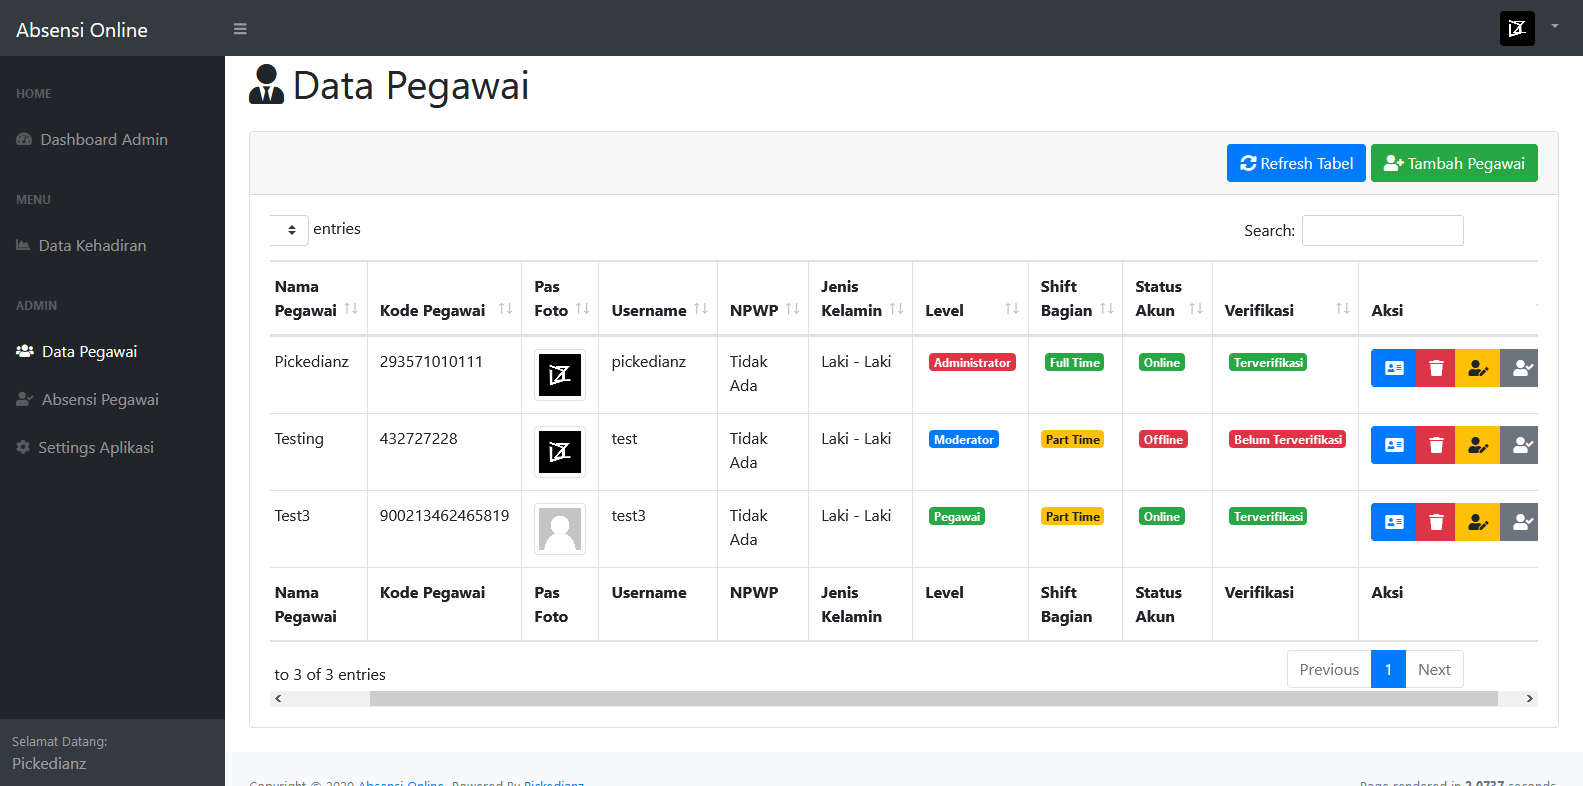 Absensi Online
HOME
Dashboard Admin
MENU
Data Kehadiran
ADMIN
Data Pegawai
Absensi Pegawai
Settings Aplikasi
Selamat Datang:
Pickedianz
Data Pegawai
Refresh Tabel
Tambah Pegawai
entries
Search:
Nama Pegawai Kode Pegawai Pas Foto Username NPWP Jenis Kelamin Level Shift Bagian Status Akun Verifikasi Aksi
Pickedianz 293571010111 pickedianz Tidak Ada Laki - Laki Administrator Full Time Online Terverifikasi
Testing 432727228 test Tidak Ada Laki - Laki Moderator Part Time Offline Belum Terverifikasi
Test3 900213462465819 test3 Tidak Ada Laki - Laki Pegawai Part Time Online Terverifikasi
Nama Pegawai Kode Pegawai Pas Foto Username NPWP Jenis Kelamin Level Shift Bagian Status Akun Verifikasi Aksi
to 3 of 3 entries
Previous 1 Next
Copyright © 2020 Absensi Online. Powered By Pickedianz
Page rendered in 2.0737 seconds.